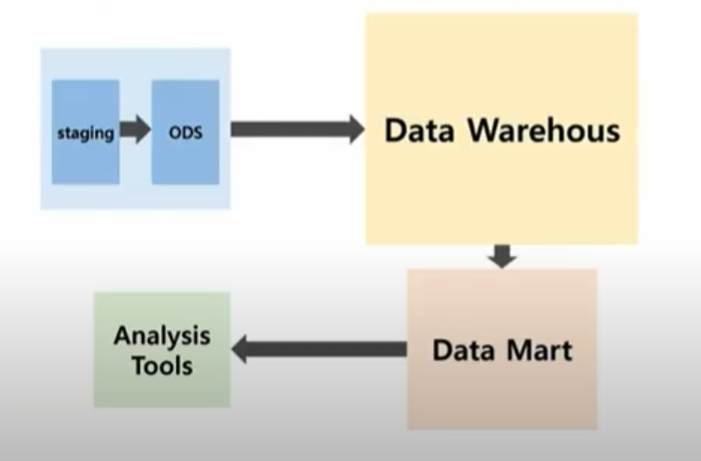 staging
ODS
Data Warehous
Analysis
Tools
Data Mart